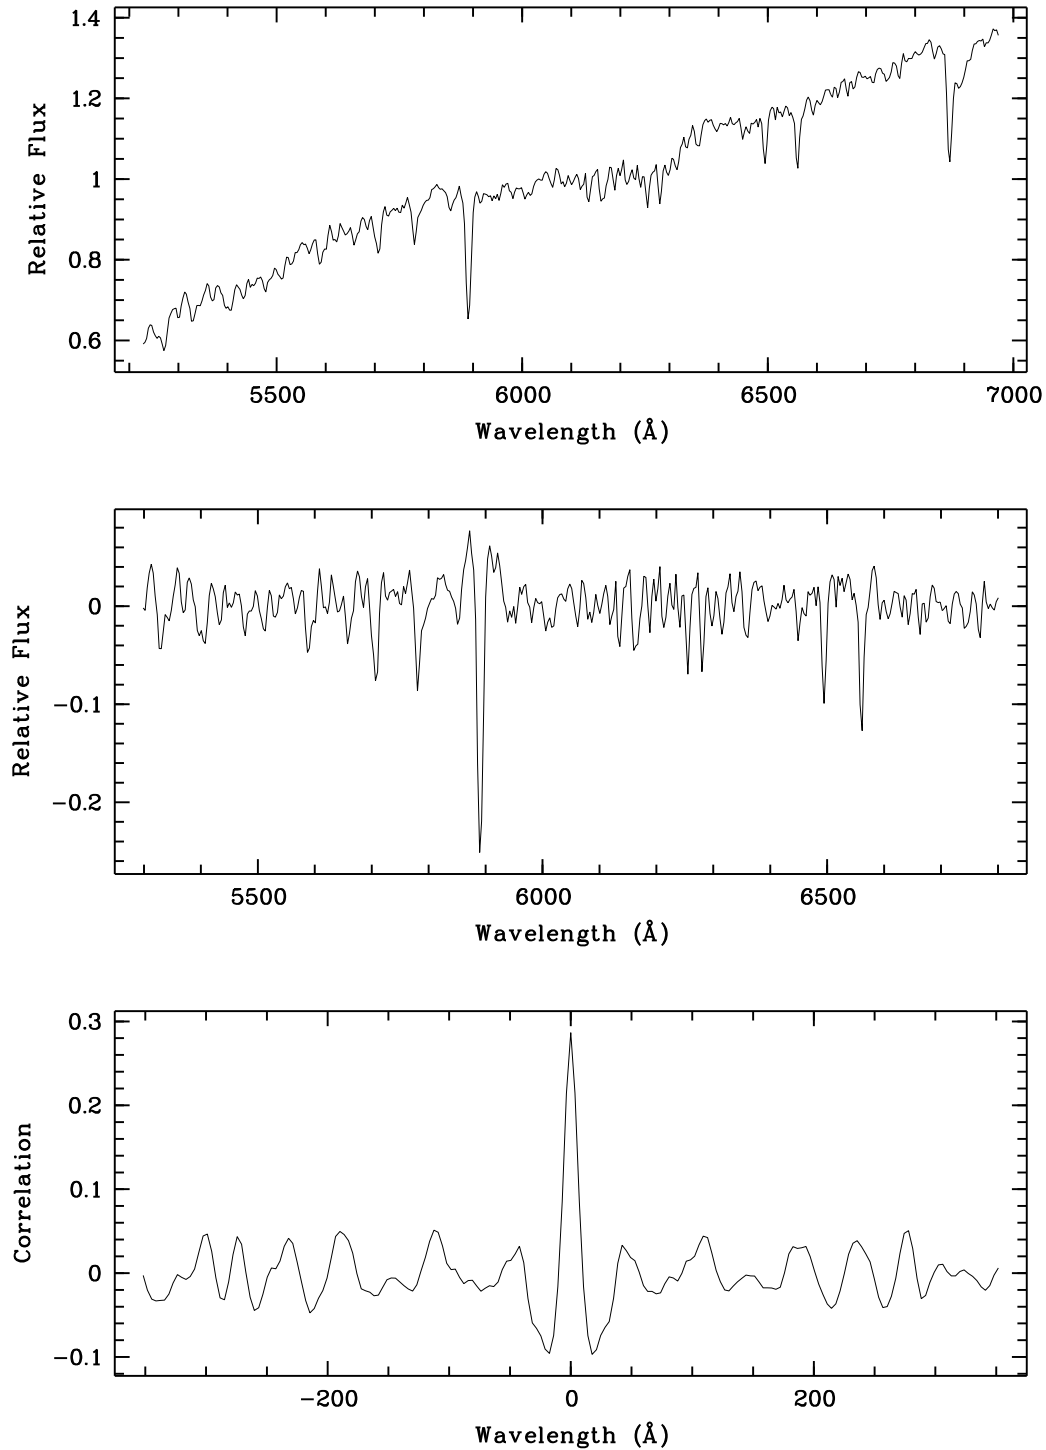 1.4
1.2
1
0.8
0.6
Relative Flux
5500 6000 6500 7000
Wavelength (Å)
0
−0.1
−0.2
Relative Flux
5500 6000 6500
Wavelength (Å)
0.3
0.2
0.1
0
−0.1
Correlation
−200 0 200
Wavelength (Å)